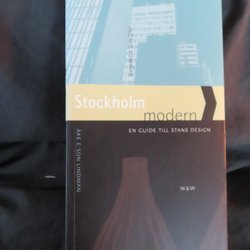 Stockholm
modern
EN GUIDE TILL STANS DESIGN
ÅKE E:SON LINDMAN
W&W